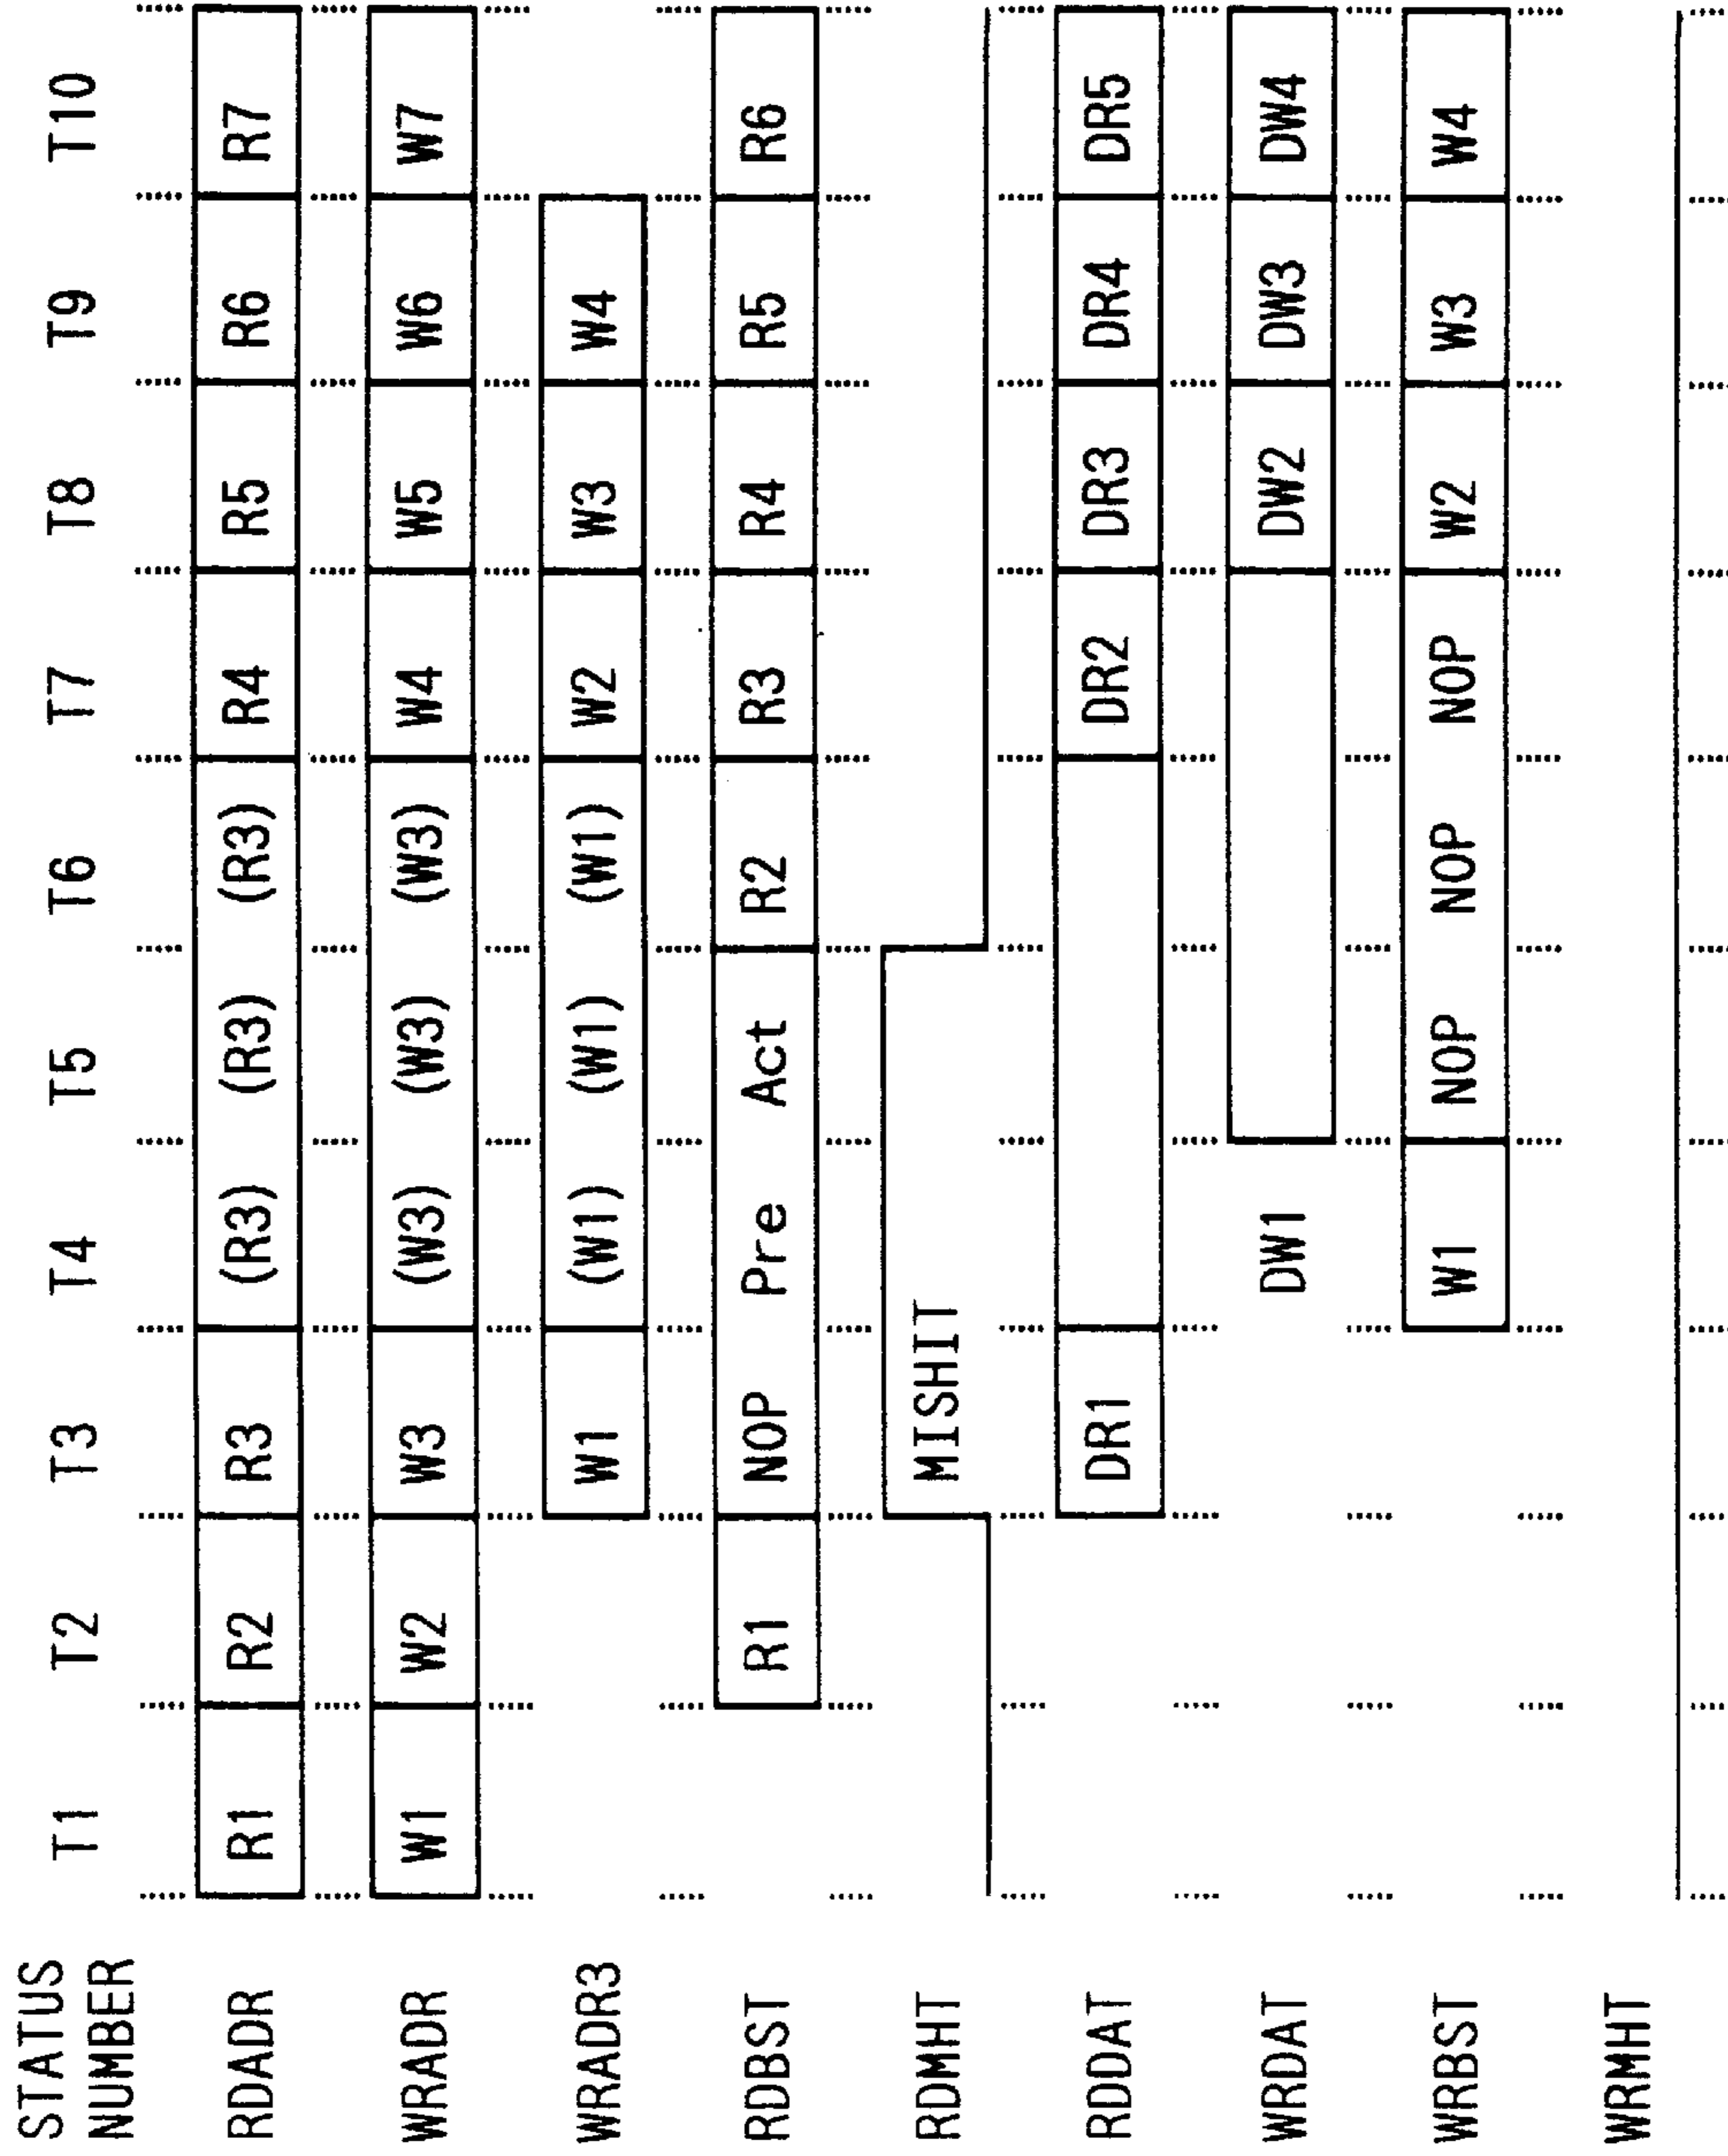 STATUS NUMBER T1 T2 T3 T4 T5 T6 T7 T8 T9 T10
RDADR R1 R2 R3 (R3) (R3) (R3) R4 R5 R6 R7
WRADR W1 W2 W3 (W3) (W3) (W3) W4 W5 W6 W7
WRADR3 W1 (W1) (W1) (W1) W2 W3 W4
RDBST R1 NOP Pre Act R2 R3 R4 R5 R6
RDMHT MISHIT
RDDAT DR1 DR2 DR3 DR4 DR5
WRDAT DW1 DW2 DW3 DW4
WRBST W1 NOP NOP NOP W2 W3 W4
WRMHT